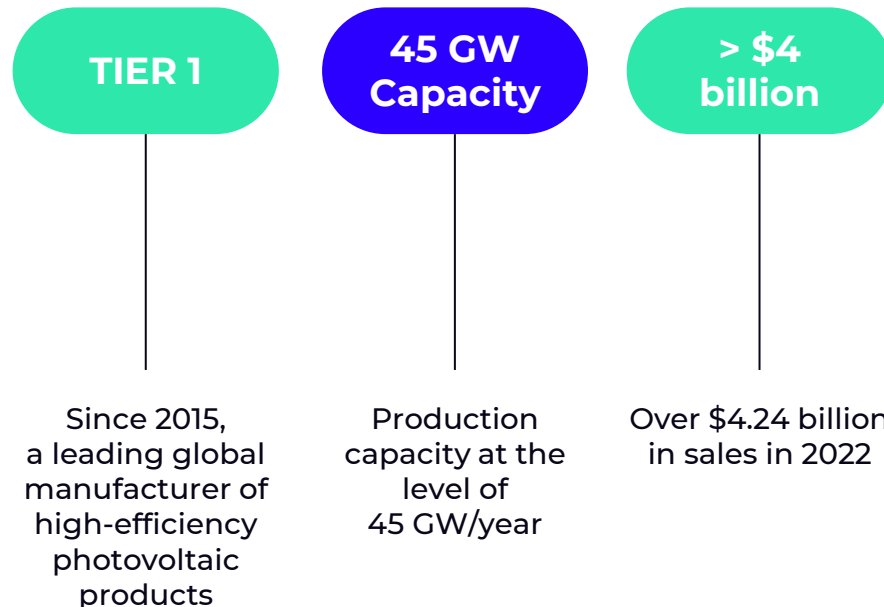 TIER 1
45 GW
Capacity
> $4
billion
Since 2015,
a leading global
manufacturer of
high-efficiency
photovoltaic
products
Production
capacity at the
level of
45 GW/year
Over $4.24 billion
in sales in 2022